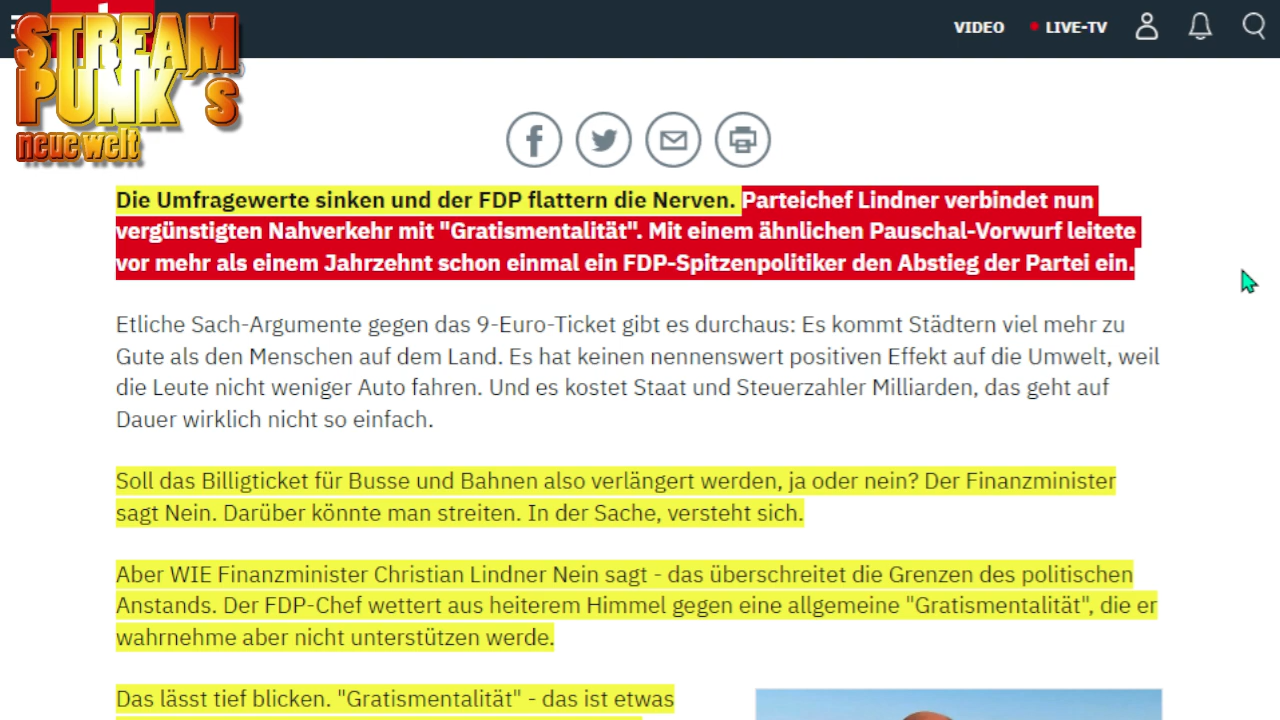 VIDEO LIVE-TV
STREAM
PUNK´s
neue welt
Die Umfragewerte sinken und der FDP flattern die Nerven. Parteichef Lindner verbindet nun
vergünstigten Nahverkehr mit "Gratismentalität". Mit einem ähnlichen Pauschal-Vorwurf leitete
vor mehr als einem Jahrzehnt schon einmal ein FDP-Spitzenpolitiker den Abstieg der Partei ein.
Etliche Sach-Argumente gegen das 9-Euro-Ticket gibt es durchaus: Es kommt Städtern viel mehr zu
Gute als den Menschen auf dem Land. Es hat keinen nennenswert positiven Effekt auf die Umwelt, weil
die Leute nicht weniger Auto fahren. Und es kostet Staat und Steuerzahler Milliarden, das geht auf
Dauer wirklich nicht so einfach.
Soll das Billigticket für Busse und Bahnen also verlängert werden, ja oder nein? Der Finanzminister
sagt Nein. Darüber könnte man streiten. In der Sache, versteht sich.
Aber WIE Finanzminister Christian Lindner Nein sagt - das überschreitet die Grenzen des politischen
Anstands. Der FDP-Chef wettert aus heiterem Himmel gegen eine allgemeine "Gratismentalität", die er
wahrnehme aber nicht unterstützen werde.
Das lässt tief blicken. "Gratismentalität" - das ist etwas